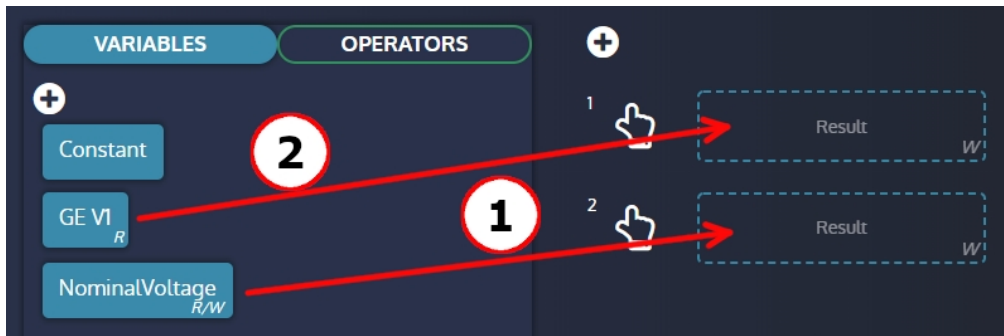 VARIABLES
OPERATORS
Constant
GE V1
R
NominalVoltage
R/W
2
1
1
Result
W
2
Result
W